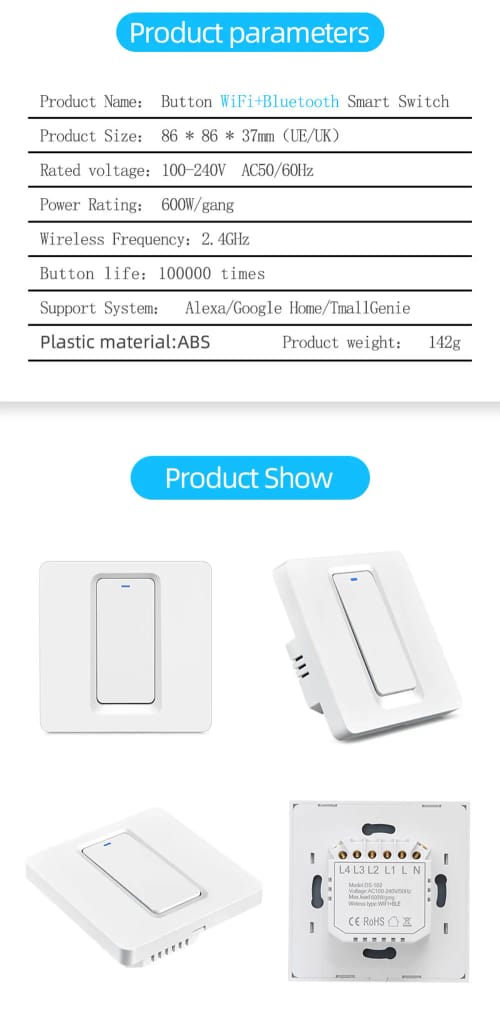 Product parameters
Product Name: Button WiFi+Bluetooth Smart Switch
Product Size: 86 * 86 * 37mm (UE/UK)
Rated voltage: 100-240V AC50/60Hz
Power Rating: 600W/gang
Wireless Frequency: 2.4GHz
Button life: 100000 times
Support System: Alexa/Google Home/TmallGenie
Plastic material:ABS Product weight: 142g
Product Show
L4 L3 L2 L1 L N
Model:DS-102
Voltage:AC100-240V/50Hz
Max.load:600W/gang
Wireless type:WIFI+BLE
CE RoHS